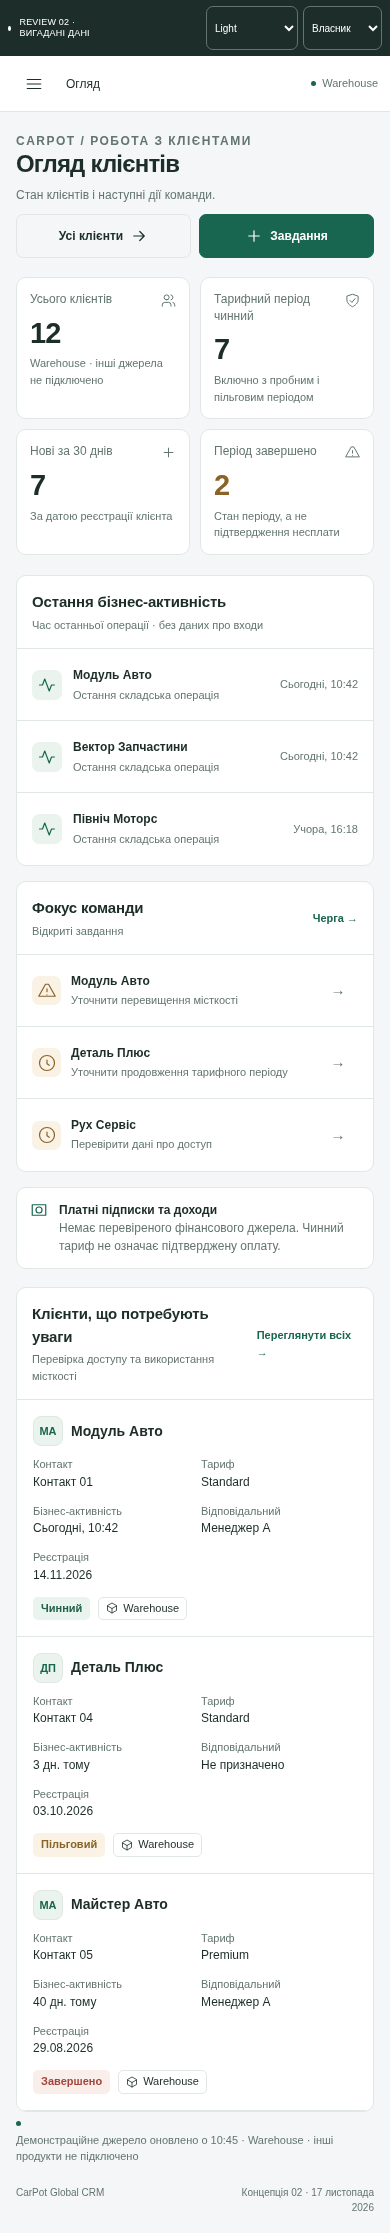 REVIEW 02 ·
ВИГАДАНІ ДАНІ
Light
Власник
Огляд
Warehouse
CARPOT / РОБОТА З КЛІЄНТАМИ
Огляд клієнтів
Стан клієнтів і наступні дії команди.
Усі клієнти →
+ Завдання
Усього клієнтів
12
Warehouse · інші джерела
не підключено
Тарифний період
чинний
7
Включно з пробним і
пільговим періодом
Нові за 30 днів
7
За датою реєстрації клієнта
Період завершено
2
Стан періоду, а не
підтвердження несплати
Остання бізнес-активність
Час останньої операції · без даних про входи
Модуль Авто
Остання складська операція
Сьогодні, 10:42
Вектор Запчастини
Остання складська операція
Сьогодні, 10:42
Північ Моторс
Остання складська операція
Учора, 16:18
Фокус команди
Відкриті завдання
Черга →
Модуль Авто
Уточнити перевищення місткості
→
Деталь Плюс
Уточнити продовження тарифного періоду
→
Рух Сервіс
Перевірити дані про доступ
→
Платні підписки та доходи
Немає перевіреного фінансового джерела. Чинний
тариф не означає підтверджену оплату.
Клієнти, що потребують
уваги
Перевірка доступу та використання
місткості
Переглянути всіх
→
МА Модуль Авто
Контакт
Контакт 01
Тариф
Standard
Бізнес-активність
Сьогодні, 10:42
Відповідальний
Менеджер А
Реєстрація
14.11.2026
Чинний
Warehouse
ДП Деталь Плюс
Контакт
Контакт 04
Тариф
Standard
Бізнес-активність
3 дн. тому
Відповідальний
Не призначено
Реєстрація
03.10.2026
Пільговий
Warehouse
МА Майстер Авто
Контакт
Контакт 05
Тариф
Premium
Бізнес-активність
40 дн. тому
Відповідальний
Менеджер А
Реєстрація
29.08.2026
Завершено
Warehouse
Демонстраційне джерело оновлено о 10:45 · Warehouse · інші
продукти не підключено
CarPot Global CRM
Концепція 02 · 17 листопада
2026